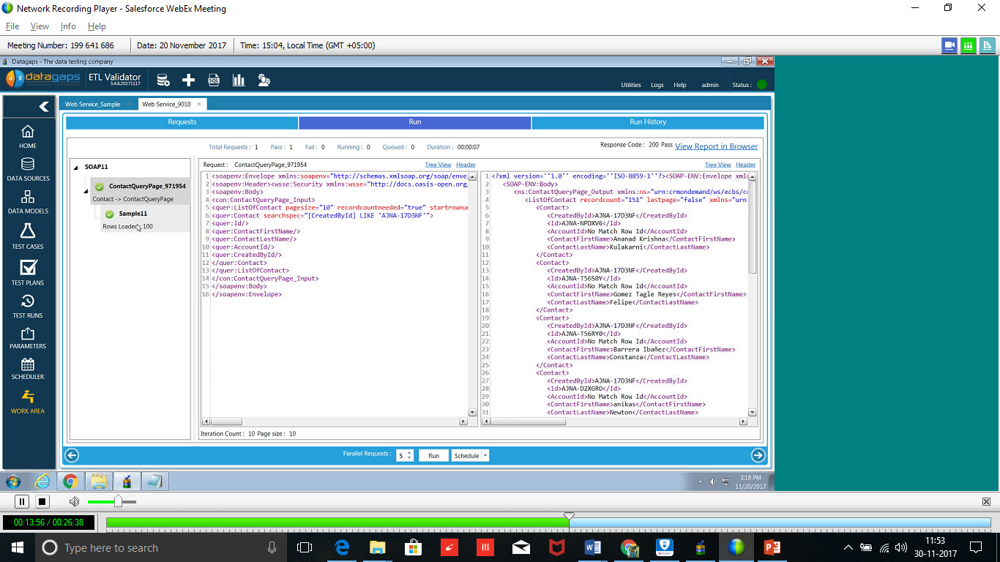 Network Recording Player - Salesforce WebEx Meeting
File View Info Help
Meeting Number: 199 641 686 Date: 20 November 2017 Time: 15:04, Local Time (GMT +05:00)
Datagaps - The data testing company
datagaps ETL Validator
3.4.6.20171117
Utilities Logs Help admin Status :
Web Service_Sample × Web Service_9010 ×
Requests Run Run History
Total Requests : 1 Pass : 1 Fail : 0 Running : 0 Queued : 0 Duration : 00:00:07 Response Code : 200 Pass View Report in Browser
HOME
DATA SOURCES
DATA MODELS
TEST CASES
TEST PLANS
TEST RUNS
PARAMETERS
SCHEDULER
WORK AREA
SOAP11
ContactQueryPage_971954
Contact -> ContactQueryPage
Sample11
Rows Loaded : 100
Request : ContactQueryPage_971954 Tree View Header
1 <soapenv:Envelope xmlns:soapenv="http://schemas.xmlsoap.org/soap/enve
2 <soapenv:Header><wsse:Security xmlns:wsse="http://docs.oasis-open.org
3 <soapenv:Body>
4 <con:ContactQueryPage_Input>
5 <quer:ListOfContact pagesize="10" recordcountneeded="true" startrownu
6 <quer:Contact searchspec="[CreatedById] LIKE 'AJNA-17D3NF'">
7 <quer:Id/>
8 <quer:ContactFirstName/>
9 <quer:ContactLastName/>
10 <quer:AccountId/>
11 <quer:CreatedById/>
12 </quer:Contact>
13 </quer:ListOfContact>
14 </con:ContactQueryPage_Input>
15 </soapenv:Body>
16 </soapenv:Envelope>
Tree View Header
1 <?xml version=''1.0'' encoding=''ISO-8859-1''?><SOAP-ENV:Envelope xmln
2 <SOAP-ENV:Body>
3 <ns:ContactQueryPage_Output xmlns:ns="urn:crmondemand/ws/ecbs/co
4 <ListOfContact recordcount="151" lastpage="false" xmlns="urn
5 <Contact>
6 <CreatedById>AJNA-17D3NF</CreatedById>
7 <Id>AJNA-NPDXV6</Id>
8 <AccountId>No Match Row Id</AccountId>
9 <ContactFirstName>Ananad Krishna</ContactFirstName>
10 <ContactLastName>Kulakarni</ContactLastName>
11 </Contact>
12 <Contact>
13 <CreatedById>AJNA-17D3NF</CreatedById>
14 <Id>AJNA-T56S0Y</Id>
15 <AccountId>No Match Row Id</AccountId>
16 <ContactFirstName>Gomez Tagle Reyes</ContactFirstName>
17 <ContactLastName>Felipe</ContactLastName>
18 </Contact>
19 <Contact>
20 <CreatedById>AJNA-17D3NF</CreatedById>
21 <Id>AJNA-T56RY0</Id>
22 <AccountId>No Match Row Id</AccountId>
23 <ContactFirstName>Barrera Ibañez</ContactFirstName>
24 <ContactLastName>Constanza</ContactLastName>
25 </Contact>
26 <Contact>
27 <CreatedById>AJNA-17D3NF</CreatedById>
28 <Id>AJNA-D2XGRO</Id>
29 <AccountId>No Match Row Id</AccountId>
30 <ContactFirstName>anikas</ContactFirstName>
31 <ContactLastName>Newton</ContactLastName>
Iteration Count : 10 Page size : 10
Parallel Requests : 5 Run Schedule
3:18 PM
11/20/2017
00:13:56 / 00:26:38
Type here to search
11:53
30-11-2017